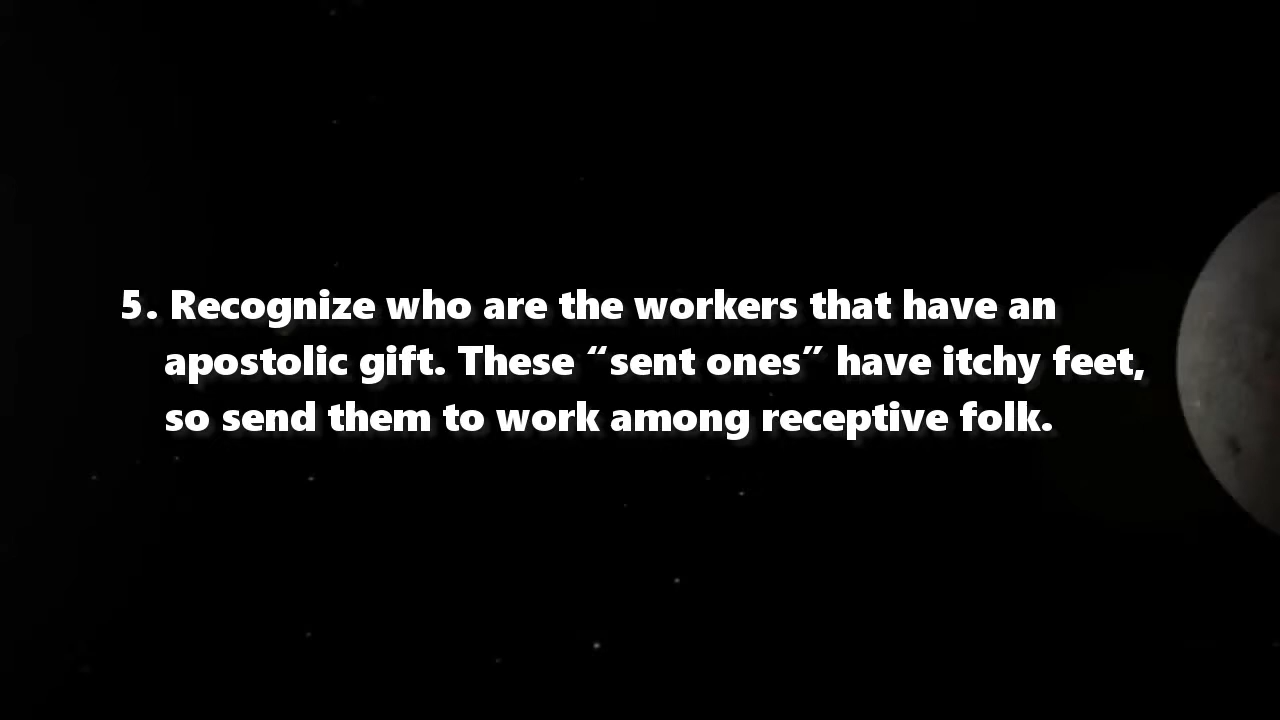 5. Recognize who are the workers that have an
apostolic gift. These “sent ones” have itchy feet,
so send them to work among receptive folk.